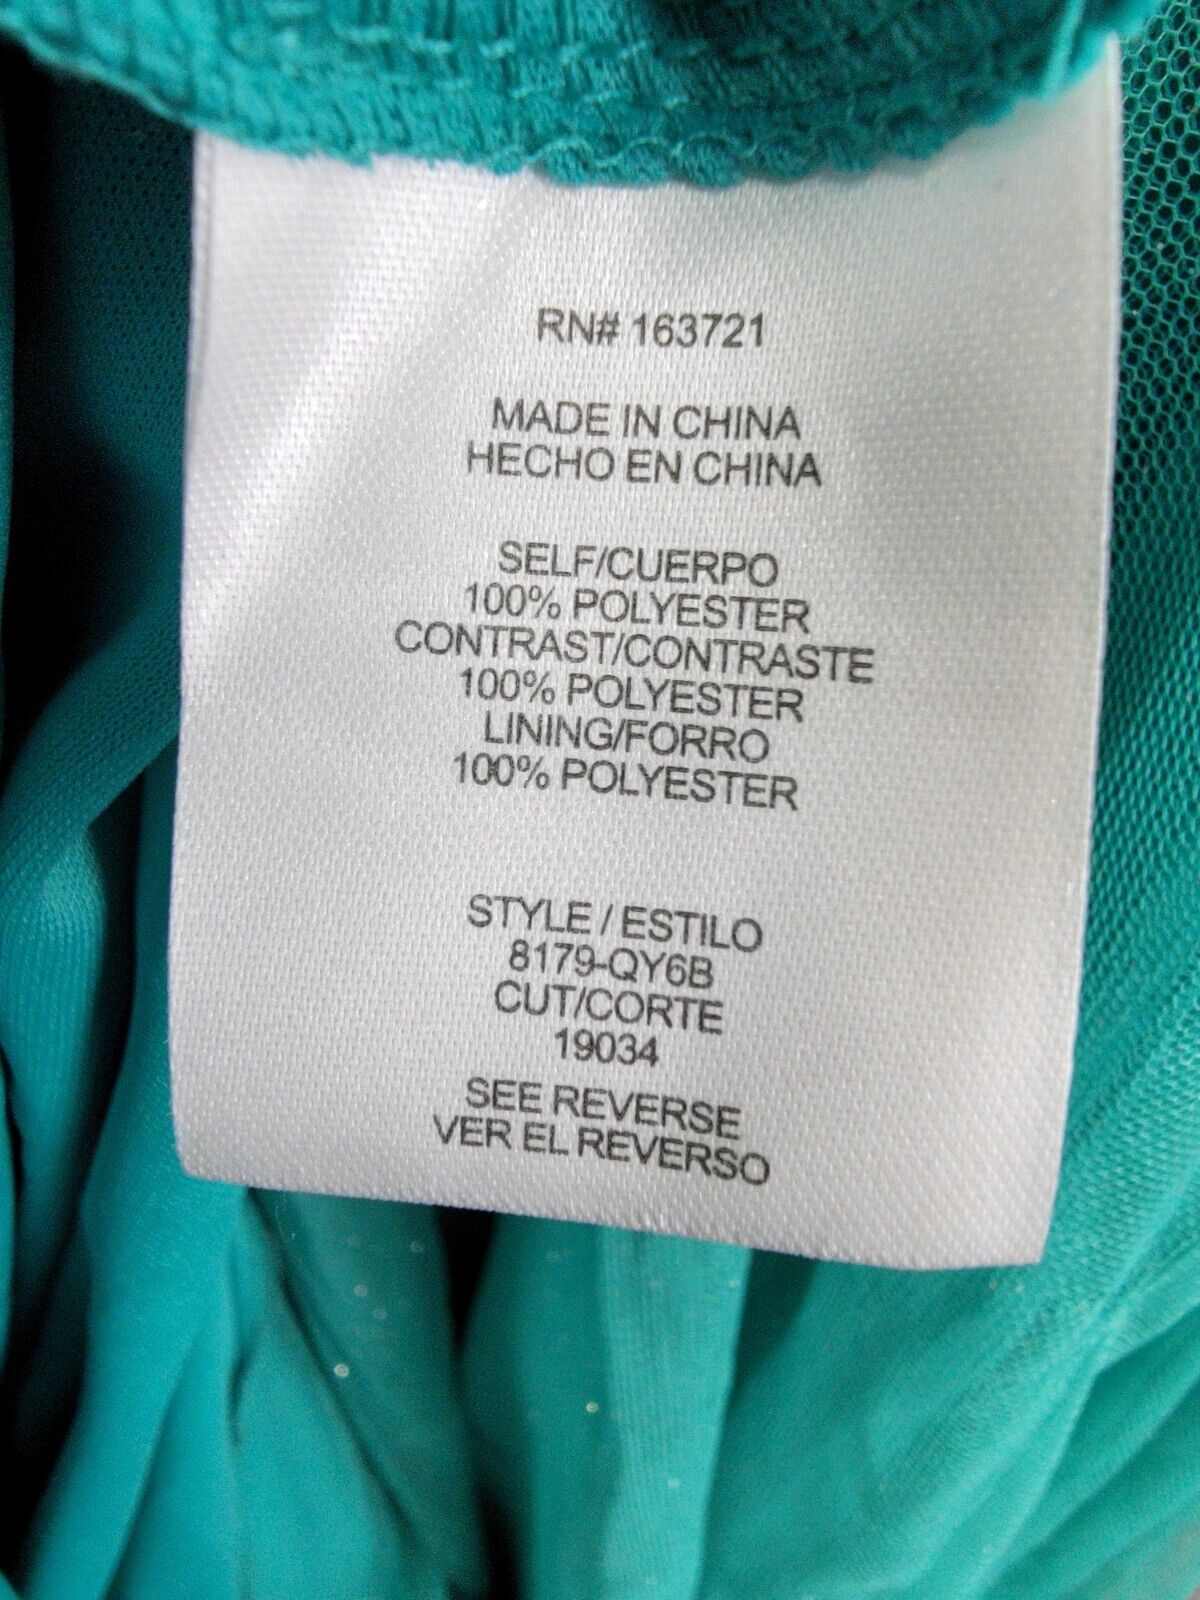 RN# 163721
MADE IN CHINA
HECHO EN CHINA
SELF/CUERPO
100% POLYESTER
CONTRAST/CONTRASTE
100% POLYESTER
LINING/FORRO
100% POLYESTER
STYLE / ESTILO
8179-QY6B
CUT/CORTE
19034
SEE REVERSE
VER EL REVERSO